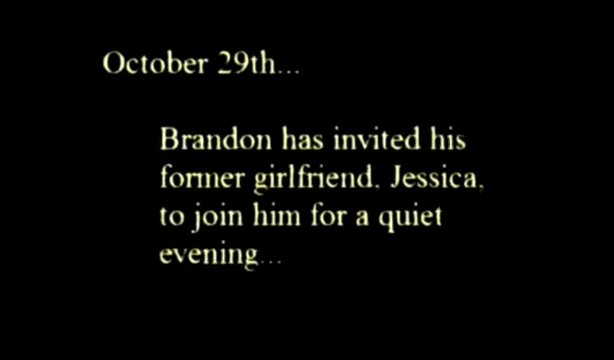 October 29th...
Brandon has invited his
former girlfriend, Jessica,
to join him for a quiet
evening...